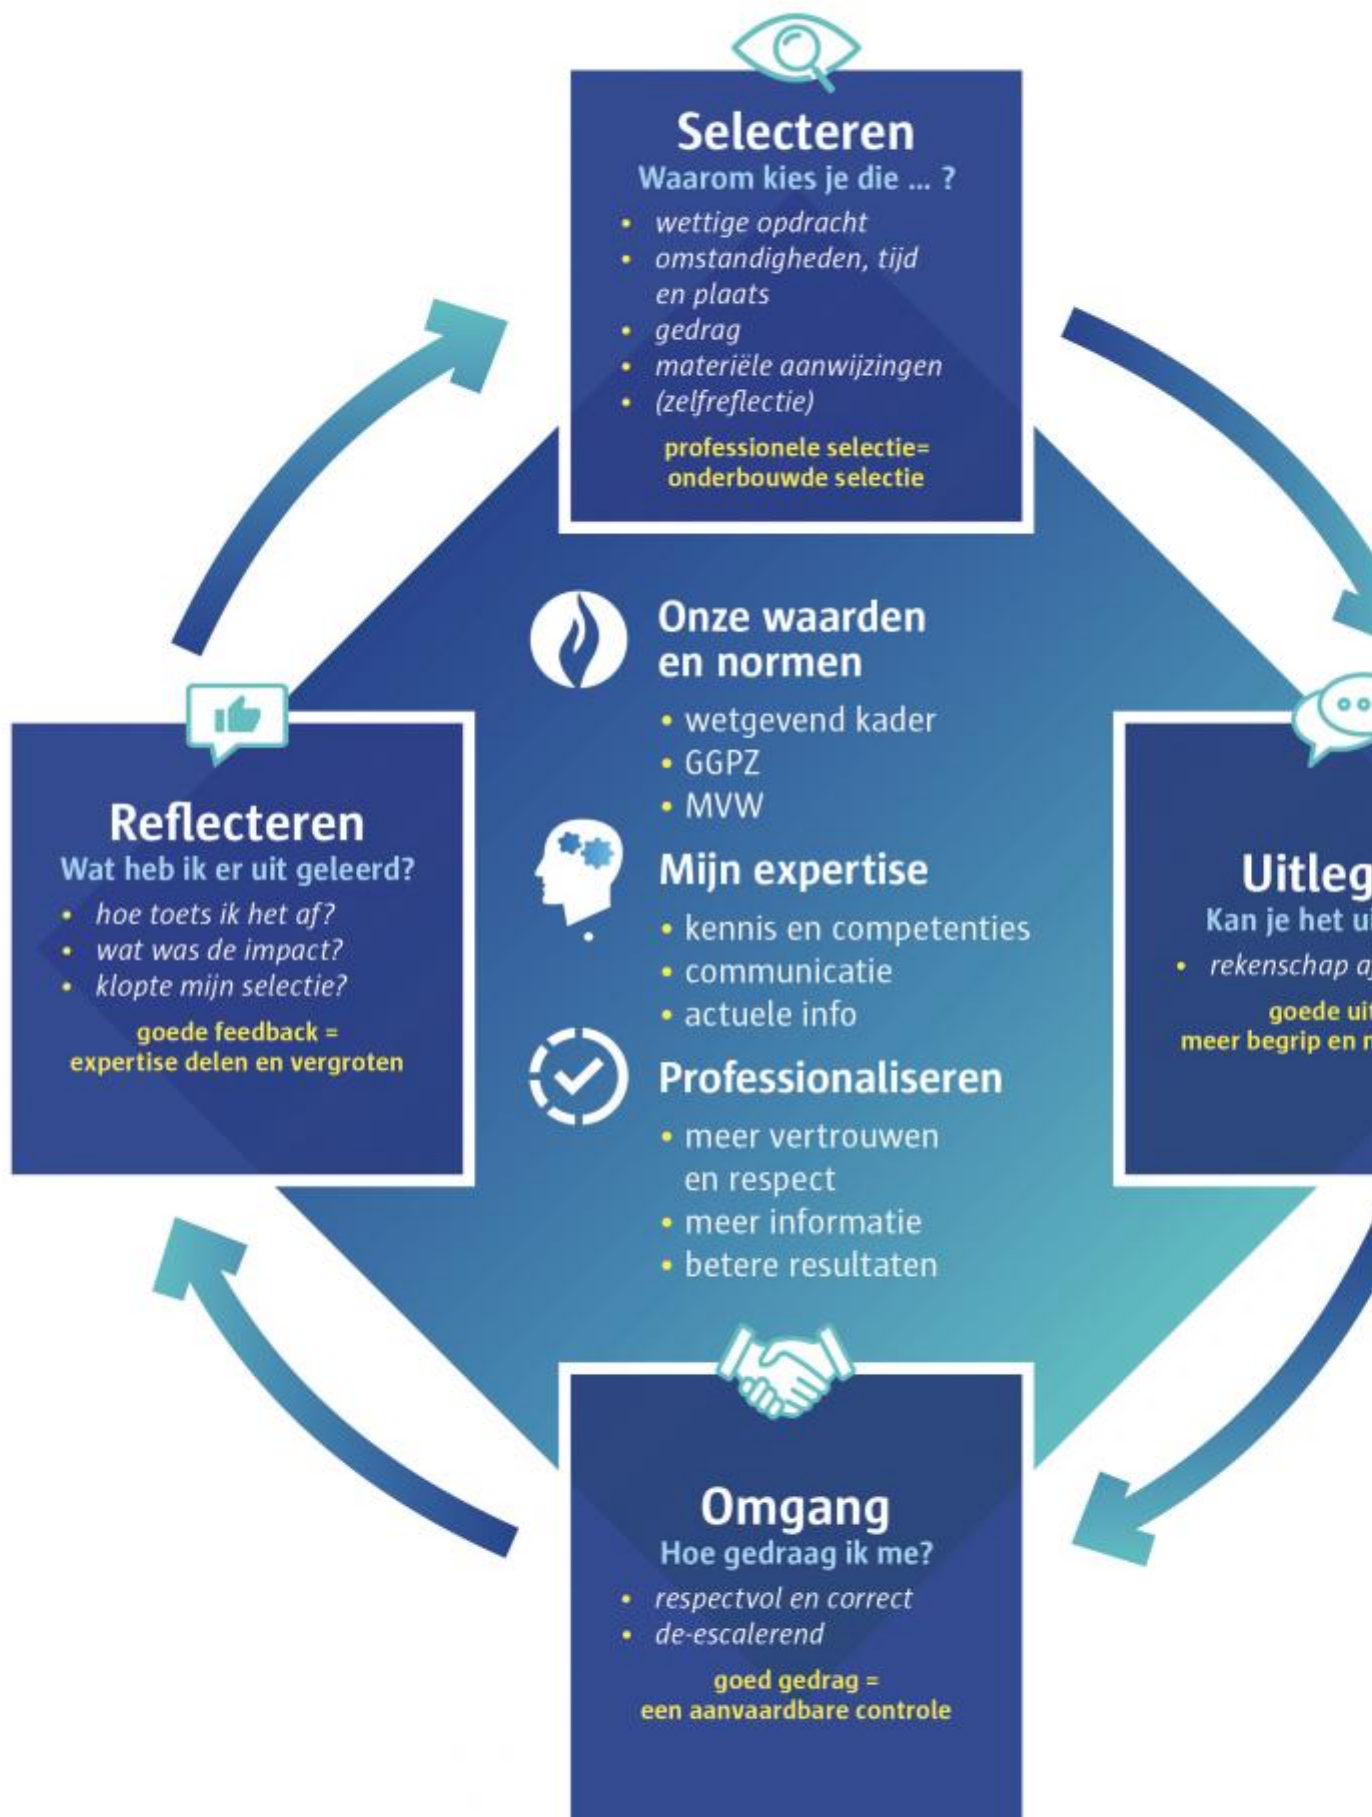 Selecteren
Waarom kies je die ... ?
• wettige opdracht
• omstandigheden, tijd
en plaats
• gedrag
• materiële aanwijzingen
• (zelfreflectie)
professionele selectie=
onderbouwde selectie
Onze waarden
en normen
• wetgevend kader
• GGPZ
• MVW
Mijn expertise
• kennis en competenties
• communicatie
• actuele info
Professionaliseren
• meer vertrouwen
en respect
• meer informatie
• betere resultaten
Reflecteren
Wat heb ik er uit geleerd?
• hoe toets ik het af?
• wat was de impact?
• klopte mijn selectie?
goede feedback =
expertise delen en vergroten
Uitleg
Kan je het
• rekenschap
goede
meer begrip en
Omgang
Hoe gedraag ik me?
• respectvol en correct
• de-escalerend
goed gedrag =
een aanvaardbare controle